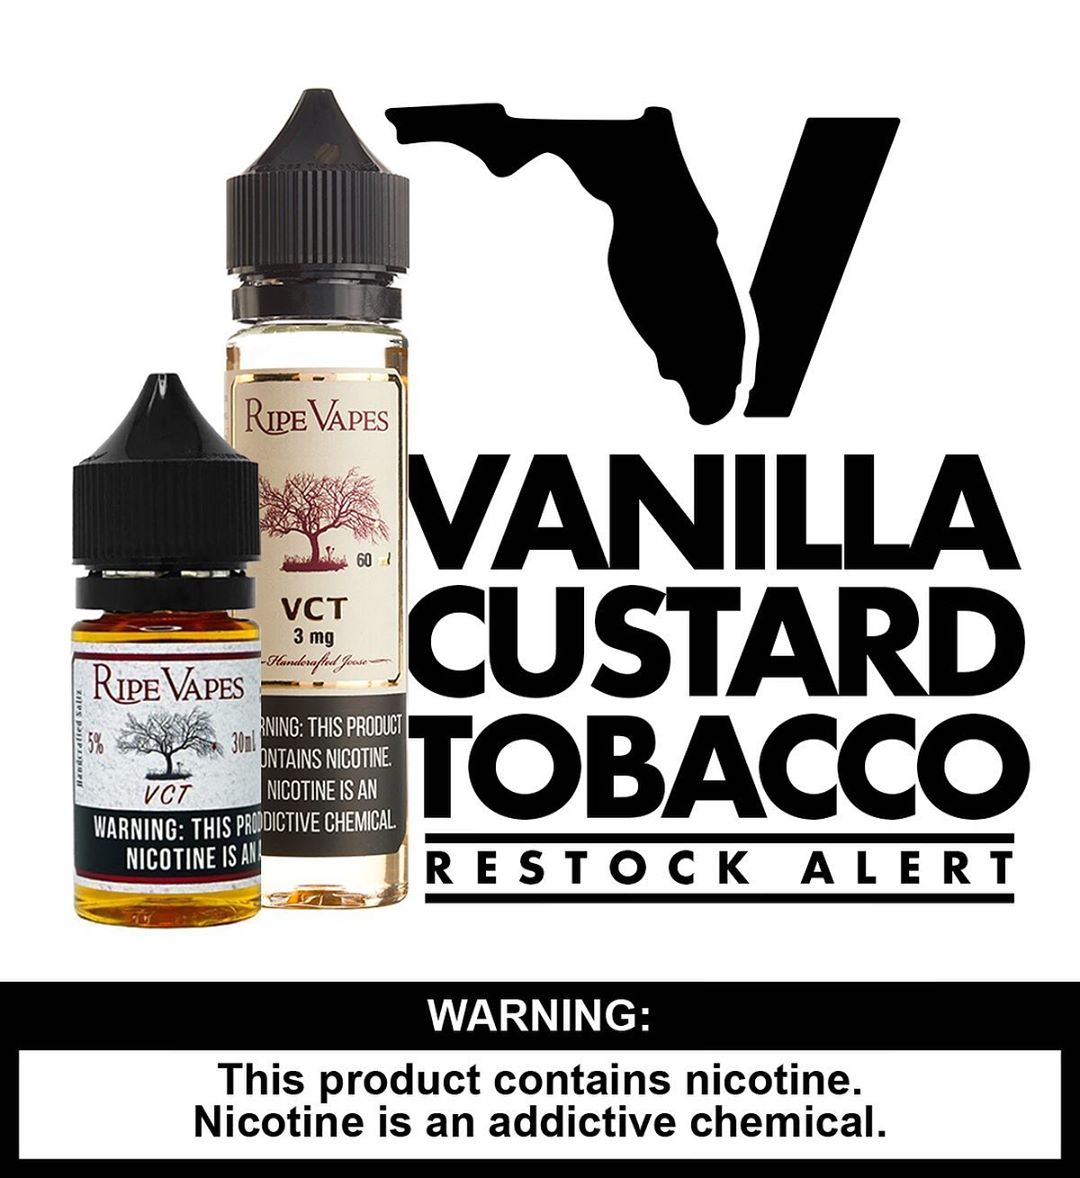 RIPE VAPES
60
VCT
3 mg
Handcrafted Joose
RNING: THIS PRODUCT
ONTAINS NICOTINE.
NICOTINE IS AN
DICTIVE CHEMICAL.
RIPE VAPES
Handcrafted Saltz
5%
30mL
VCT
WARNING: THIS PROD
NICOTINE IS AN
VANILLA
CUSTARD
TOBACCO
RESTOCK ALERT
WARNING:
This product contains nicotine.
Nicotine is an addictive chemical.